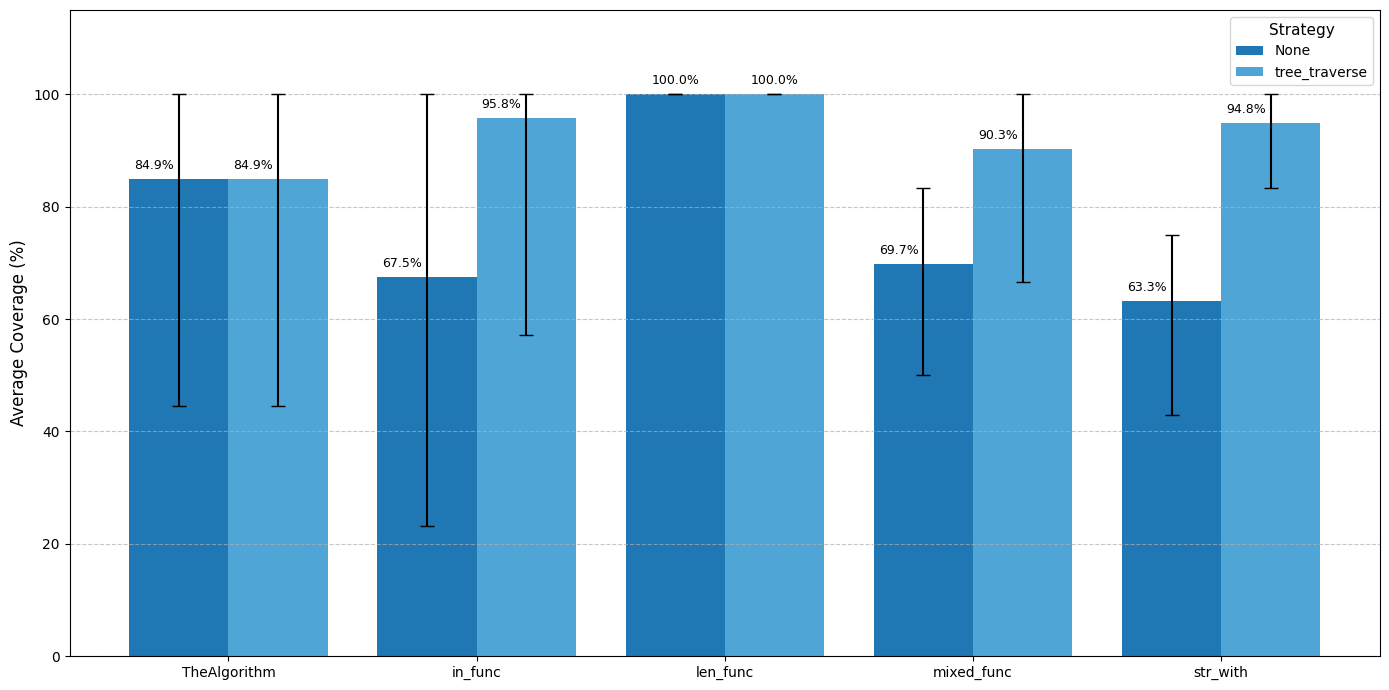 Strategy
None
tree_traverse
Average Coverage (%)
100
80
60
40
20
0
84.9%
84.9%
67.5%
95.8%
100.0%
100.0%
69.7%
90.3%
63.3%
94.8%
TheAlgorithm
in_func
len_func
mixed_func
str_with